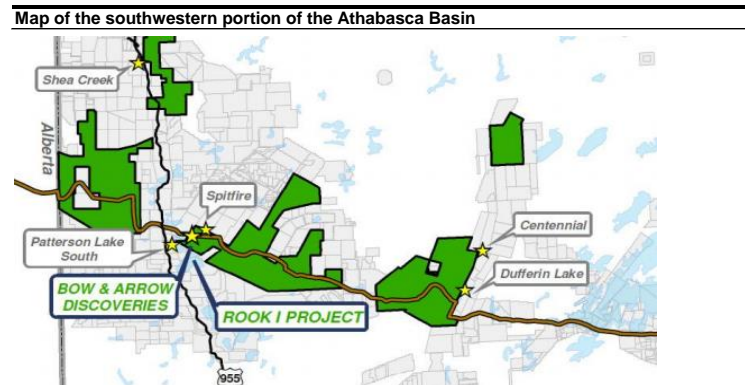 Map of the southwestern portion of the Athabasca Basin
Shea Creek
Alberta
Spitfire
Centennial
Patterson Lake
South
Dufferin Lake
BOW & ARROW
DISCOVERIES
ROOK I PROJECT
955